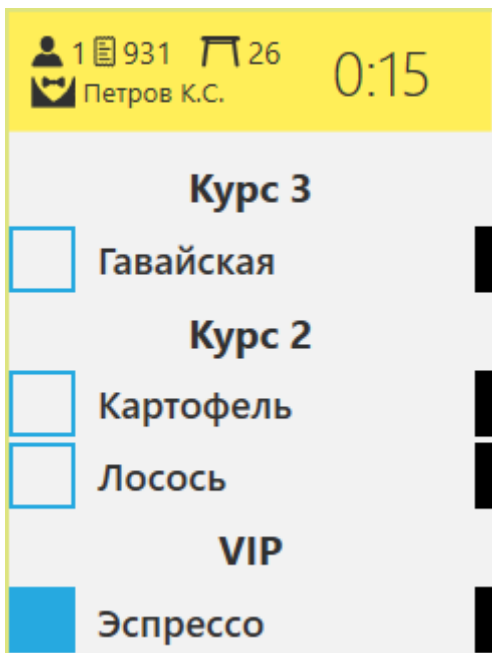 1 931 26
Петров К.С.
0:15
Курс 3
Гавайская
Курс 2
Картофель
Лосось
VIP
Эспрессо